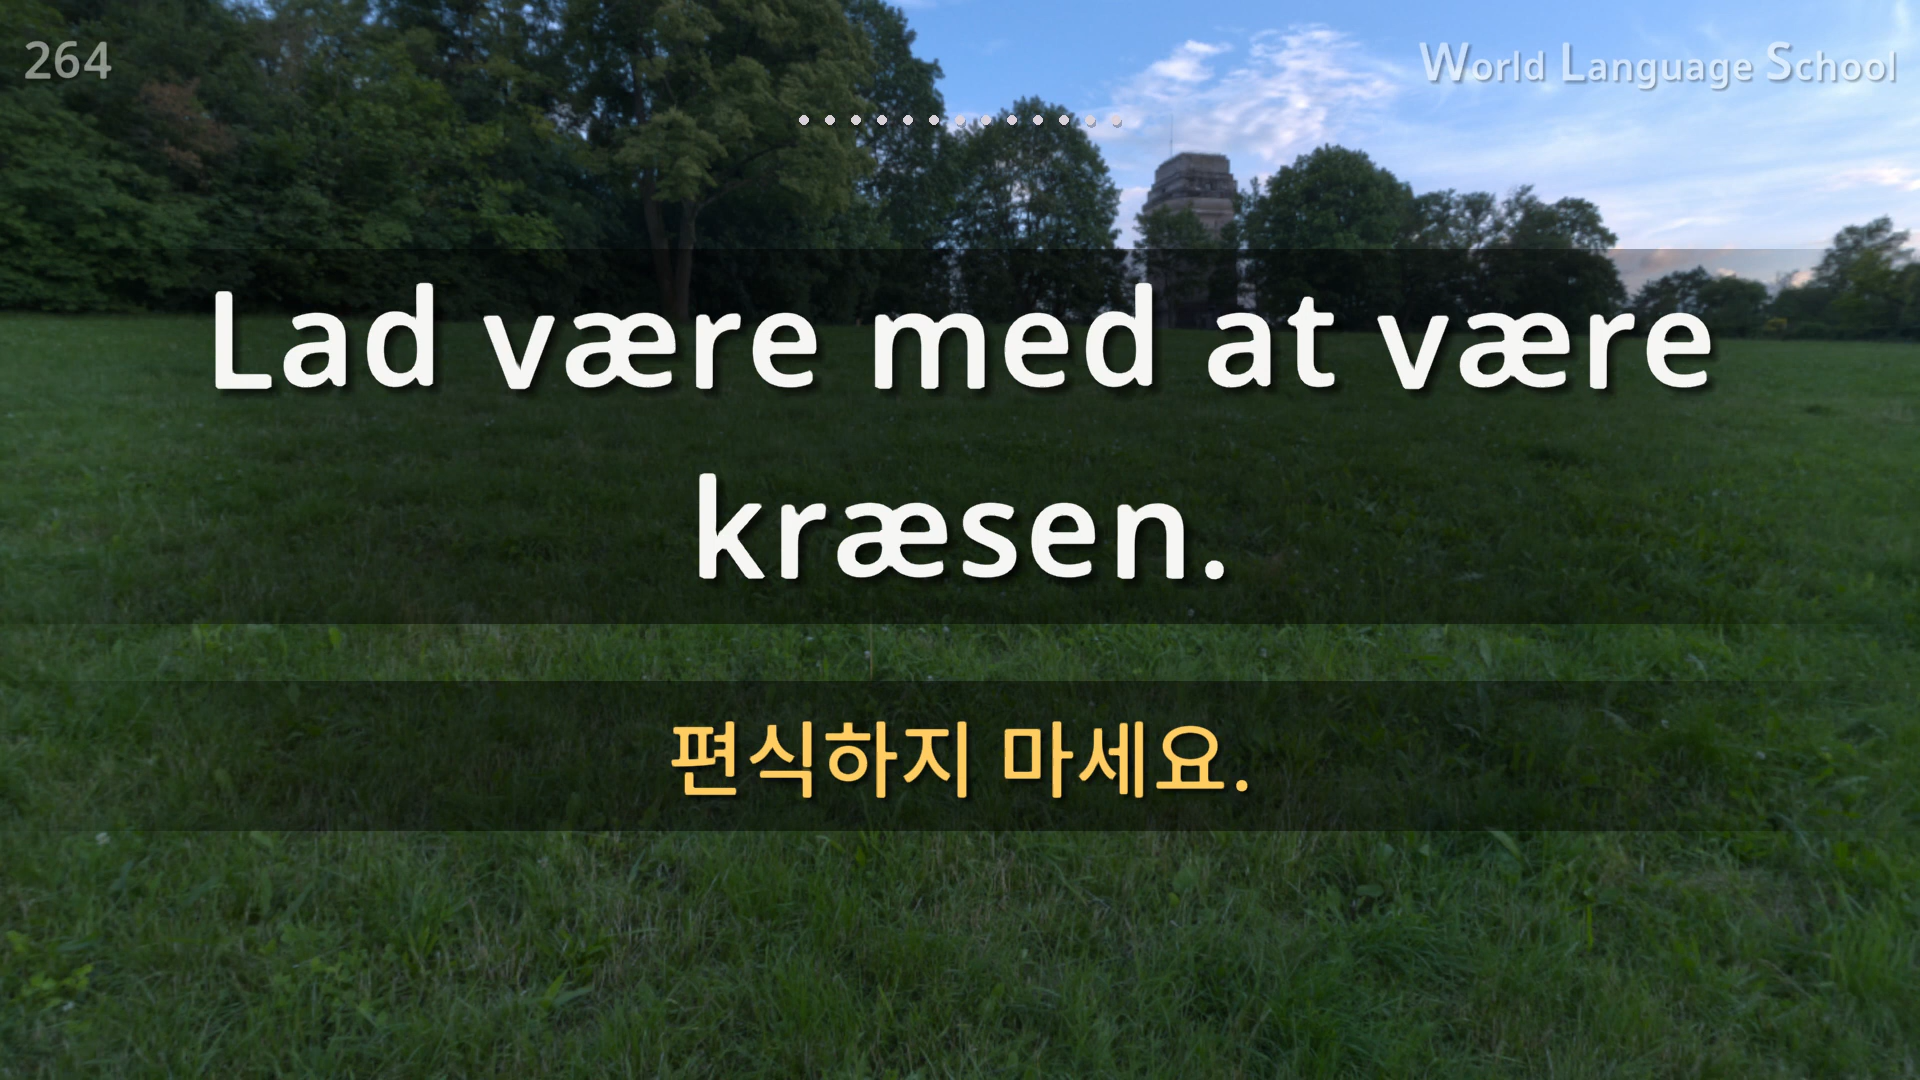 264
World Language School
Lad være med at være
kræsen.
편식하지 마세요.